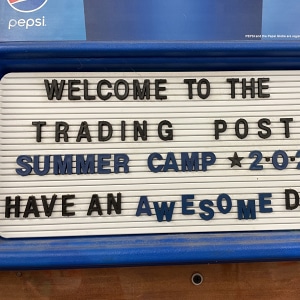 pepsi
WELCOME TO THE
TRADING POST
SUMMER CAMP ★ 2·0·
HAVE AN AWESOME D